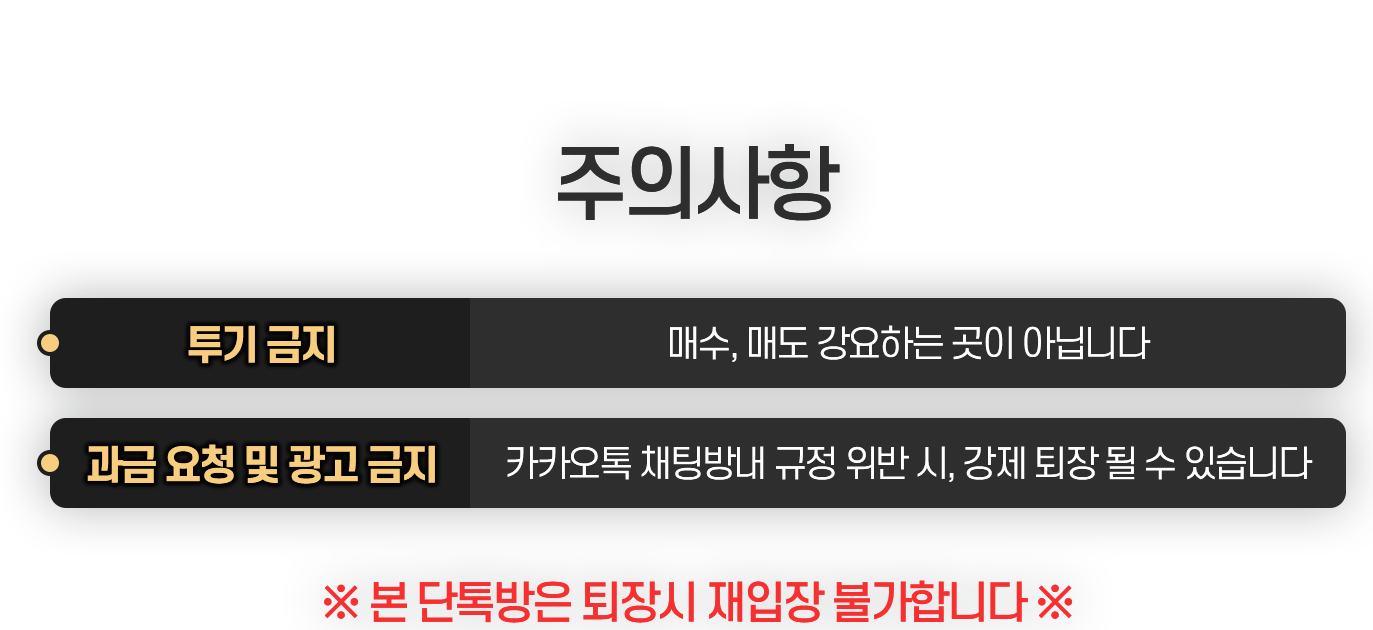 주의사항
투기 금지 매수, 매도 강요하는 곳이 아닙니다
과금 요청 및 광고 금지 카카오톡 채팅방내 규정 위반 시, 강제 퇴장 될 수 있습니다
※ 본 단톡방은 퇴장시 재입장 불가합니다 ※